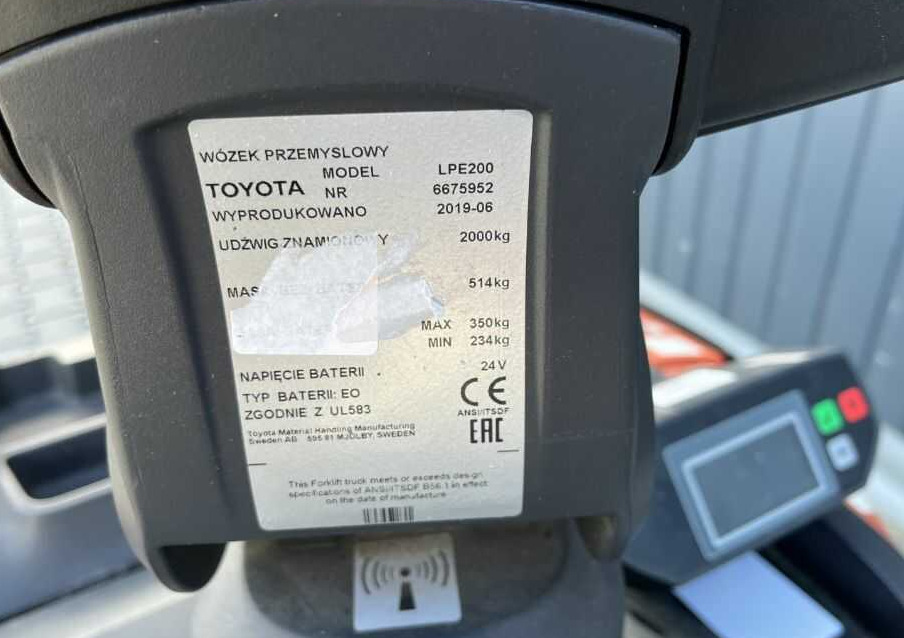 WÓZEK PRZEMYSLOWY
MODEL LPE200
TOYOTA NR 6675952
WYPRODUKOWANO 2019-06
UDŹWIG ZNAMIONOWY 2000kg
514kg
MAX 350kg
MIN 234kg
NAPIĘCIE BATERII 24V
TYP BATERII: EO
ZGODNIE Z UL583
CE
ANSI/ITSDF
EAC
Toyota Material Handling Manufacturing
Sweden AB 595 81 MJÖLBY, SWEDEN
This Forklift truck meets or exceeds design
specifications of ANSI/ITSDF B56.1 in effect
on the date of manufacture